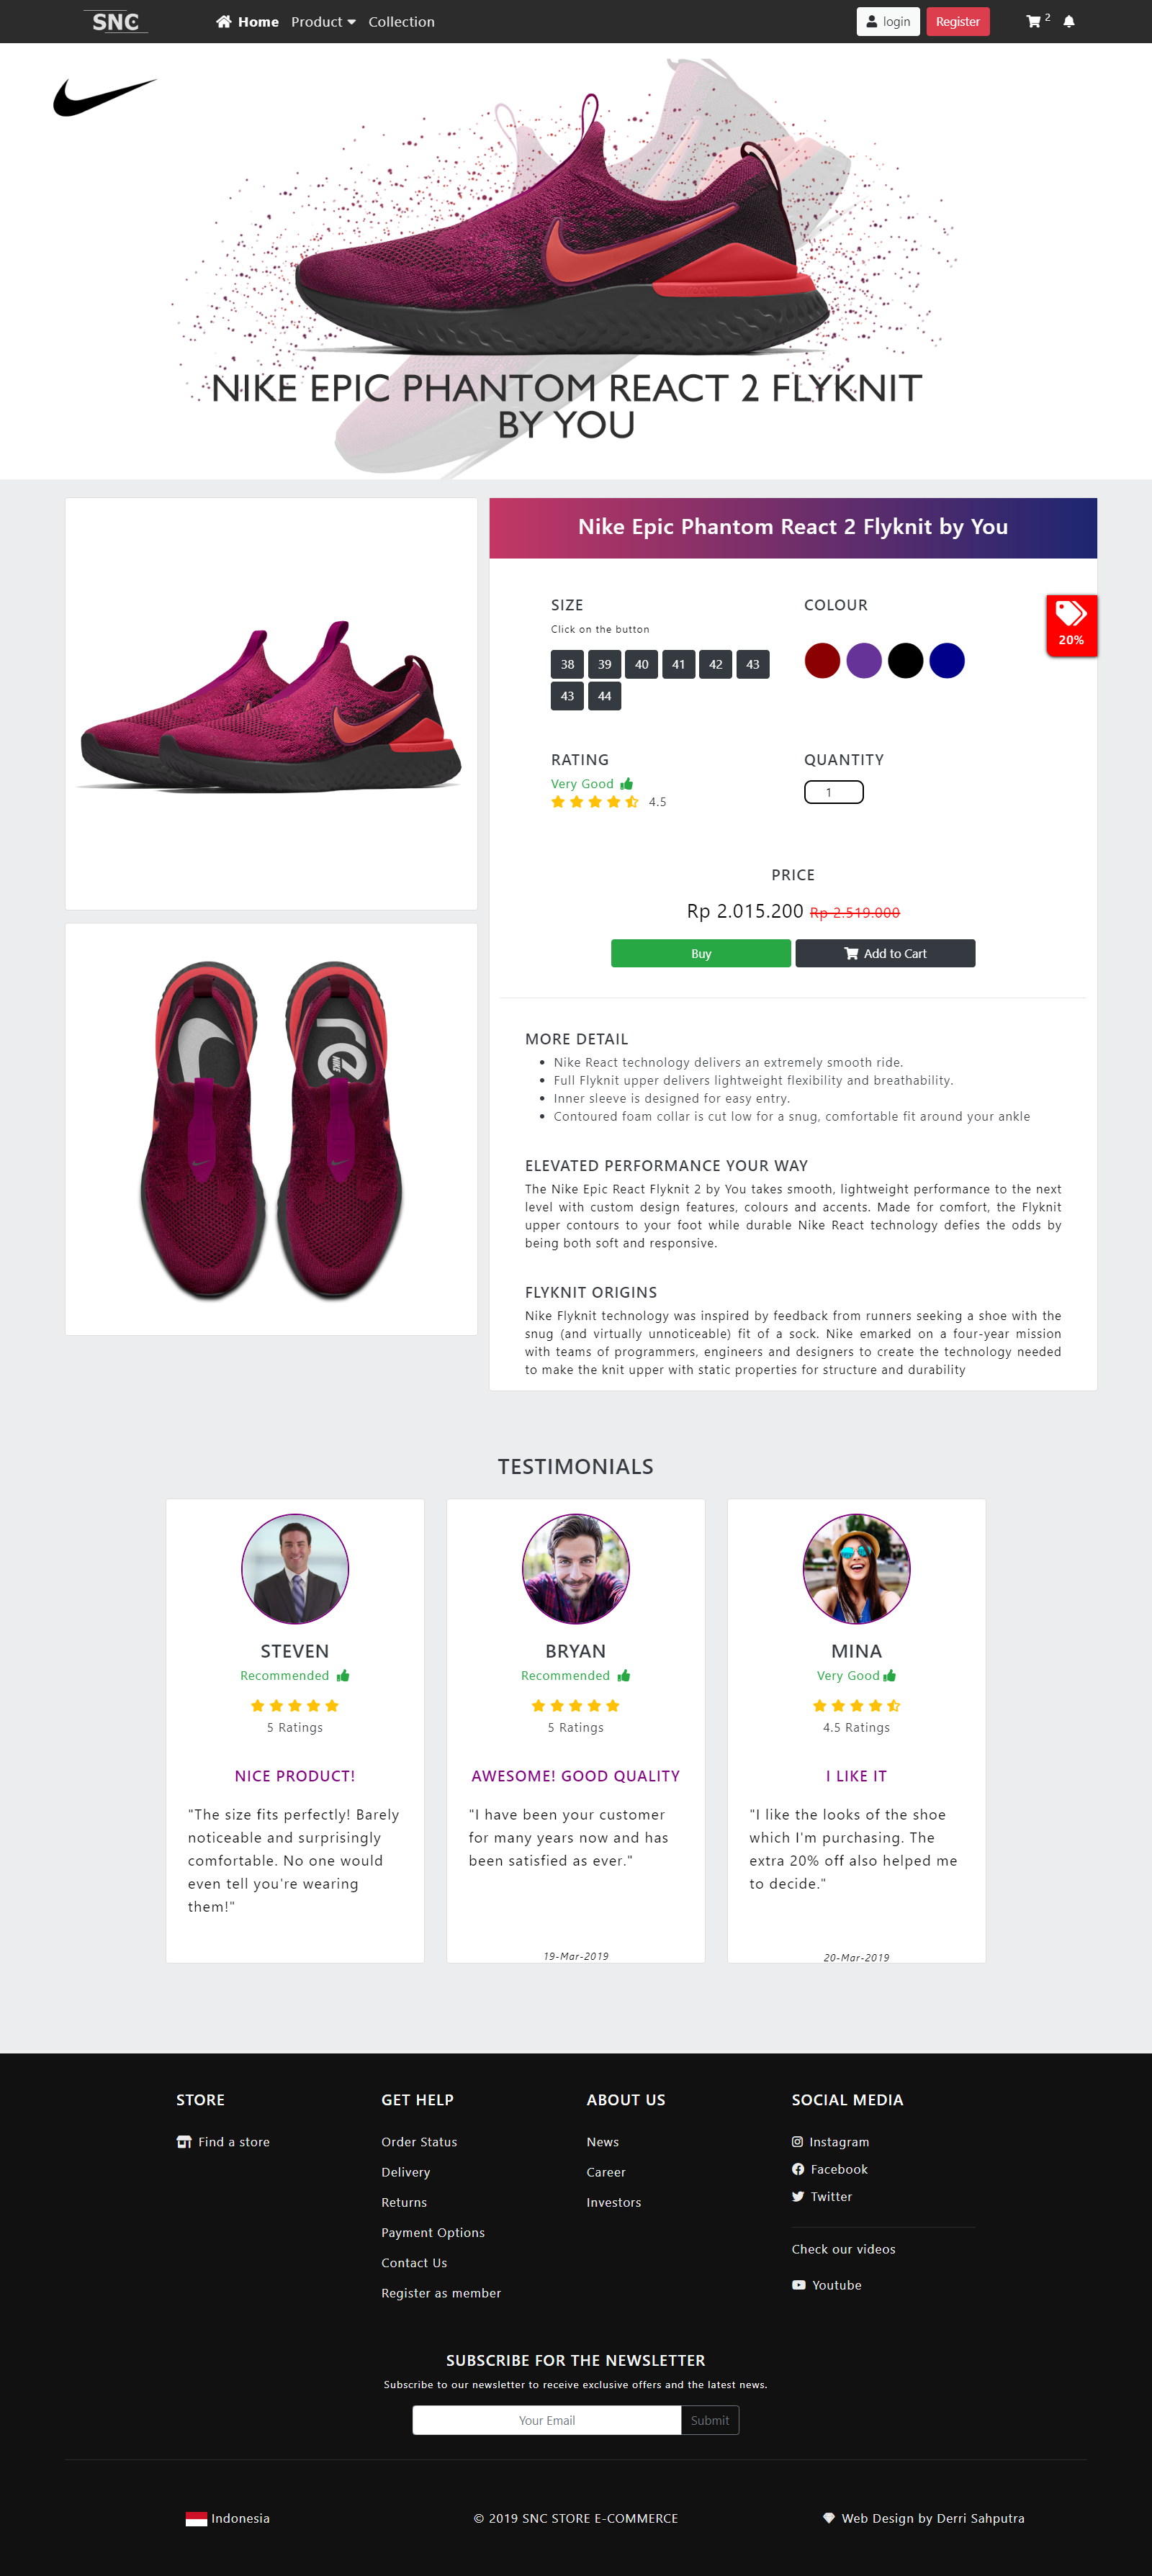 SNC
Home Product Collection login Register 2
NIKE EPIC PHANTOM REACT 2 FLYKNIT
BY YOU
Nike Epic Phantom React 2 Flyknit by You
SIZE
Click on the button
38 39 40 41 42 43
43 44
COLOUR
20%
RATING
Very Good
4.5
QUANTITY
1
PRICE
Rp 2.015.200 Rp 2.519.000
Buy Add to Cart
MORE DETAIL
Nike React technology delivers an extremely smooth ride.
Full Flyknit upper delivers lightweight flexibility and breathability.
Inner sleeve is designed for easy entry.
Contoured foam collar is cut low for a snug, comfortable fit around your ankle
ELEVATED PERFORMANCE YOUR WAY
The Nike Epic React Flyknit 2 by You takes smooth, lightweight performance to the next
level with custom design features, colours and accents. Made for comfort, the Flyknit
upper contours to your foot while durable Nike React technology defies the odds by
being both soft and responsive.
FLYKNIT ORIGINS
Nike Flyknit technology was inspired by feedback from runners seeking a shoe with the
snug (and virtually unnoticeable) fit of a sock. Nike emarked on a four-year mission
with teams of programmers, engineers and designers to create the technology needed
to make the knit upper with static properties for structure and durability
TESTIMONIALS
STEVEN
Recommended
5 Ratings
NICE PRODUCT!
"The size fits perfectly! Barely
noticeable and surprisingly
comfortable. No one would
even tell you're wearing
them!"
BRYAN
Recommended
5 Ratings
AWESOME! GOOD QUALITY
"I have been your customer
for many years now and has
been satisfied as ever."
19-Mar-2019
MINA
Very Good
4.5 Ratings
I LIKE IT
"I like the looks of the shoe
which I'm purchasing. The
extra 20% off also helped me
to decide."
20-Mar-2019
STORE
Find a store
GET HELP
Order Status
Delivery
Returns
Payment Options
Contact Us
Register as member
ABOUT US
News
Career
Investors
SOCIAL MEDIA
Instagram
Facebook
Twitter
Check our videos
Youtube
SUBSCRIBE FOR THE NEWSLETTER
Subscribe to our newsletter to receive exclusive offers and the latest news.
Your Email Submit
Indonesia
© 2019 SNC STORE E-COMMERCE
Web Design by Derri Sahputra